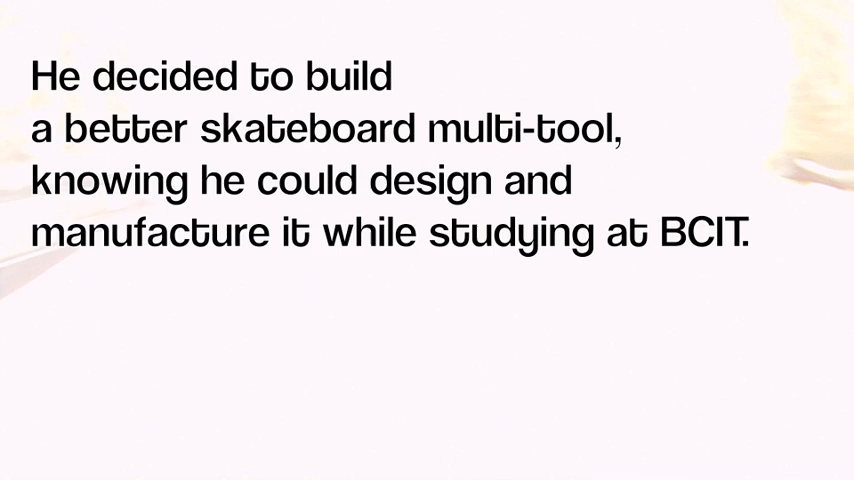 He decided to build
a better skateboard multi-tool,
knowing he could design and
manufacture it while studying at BCIT.